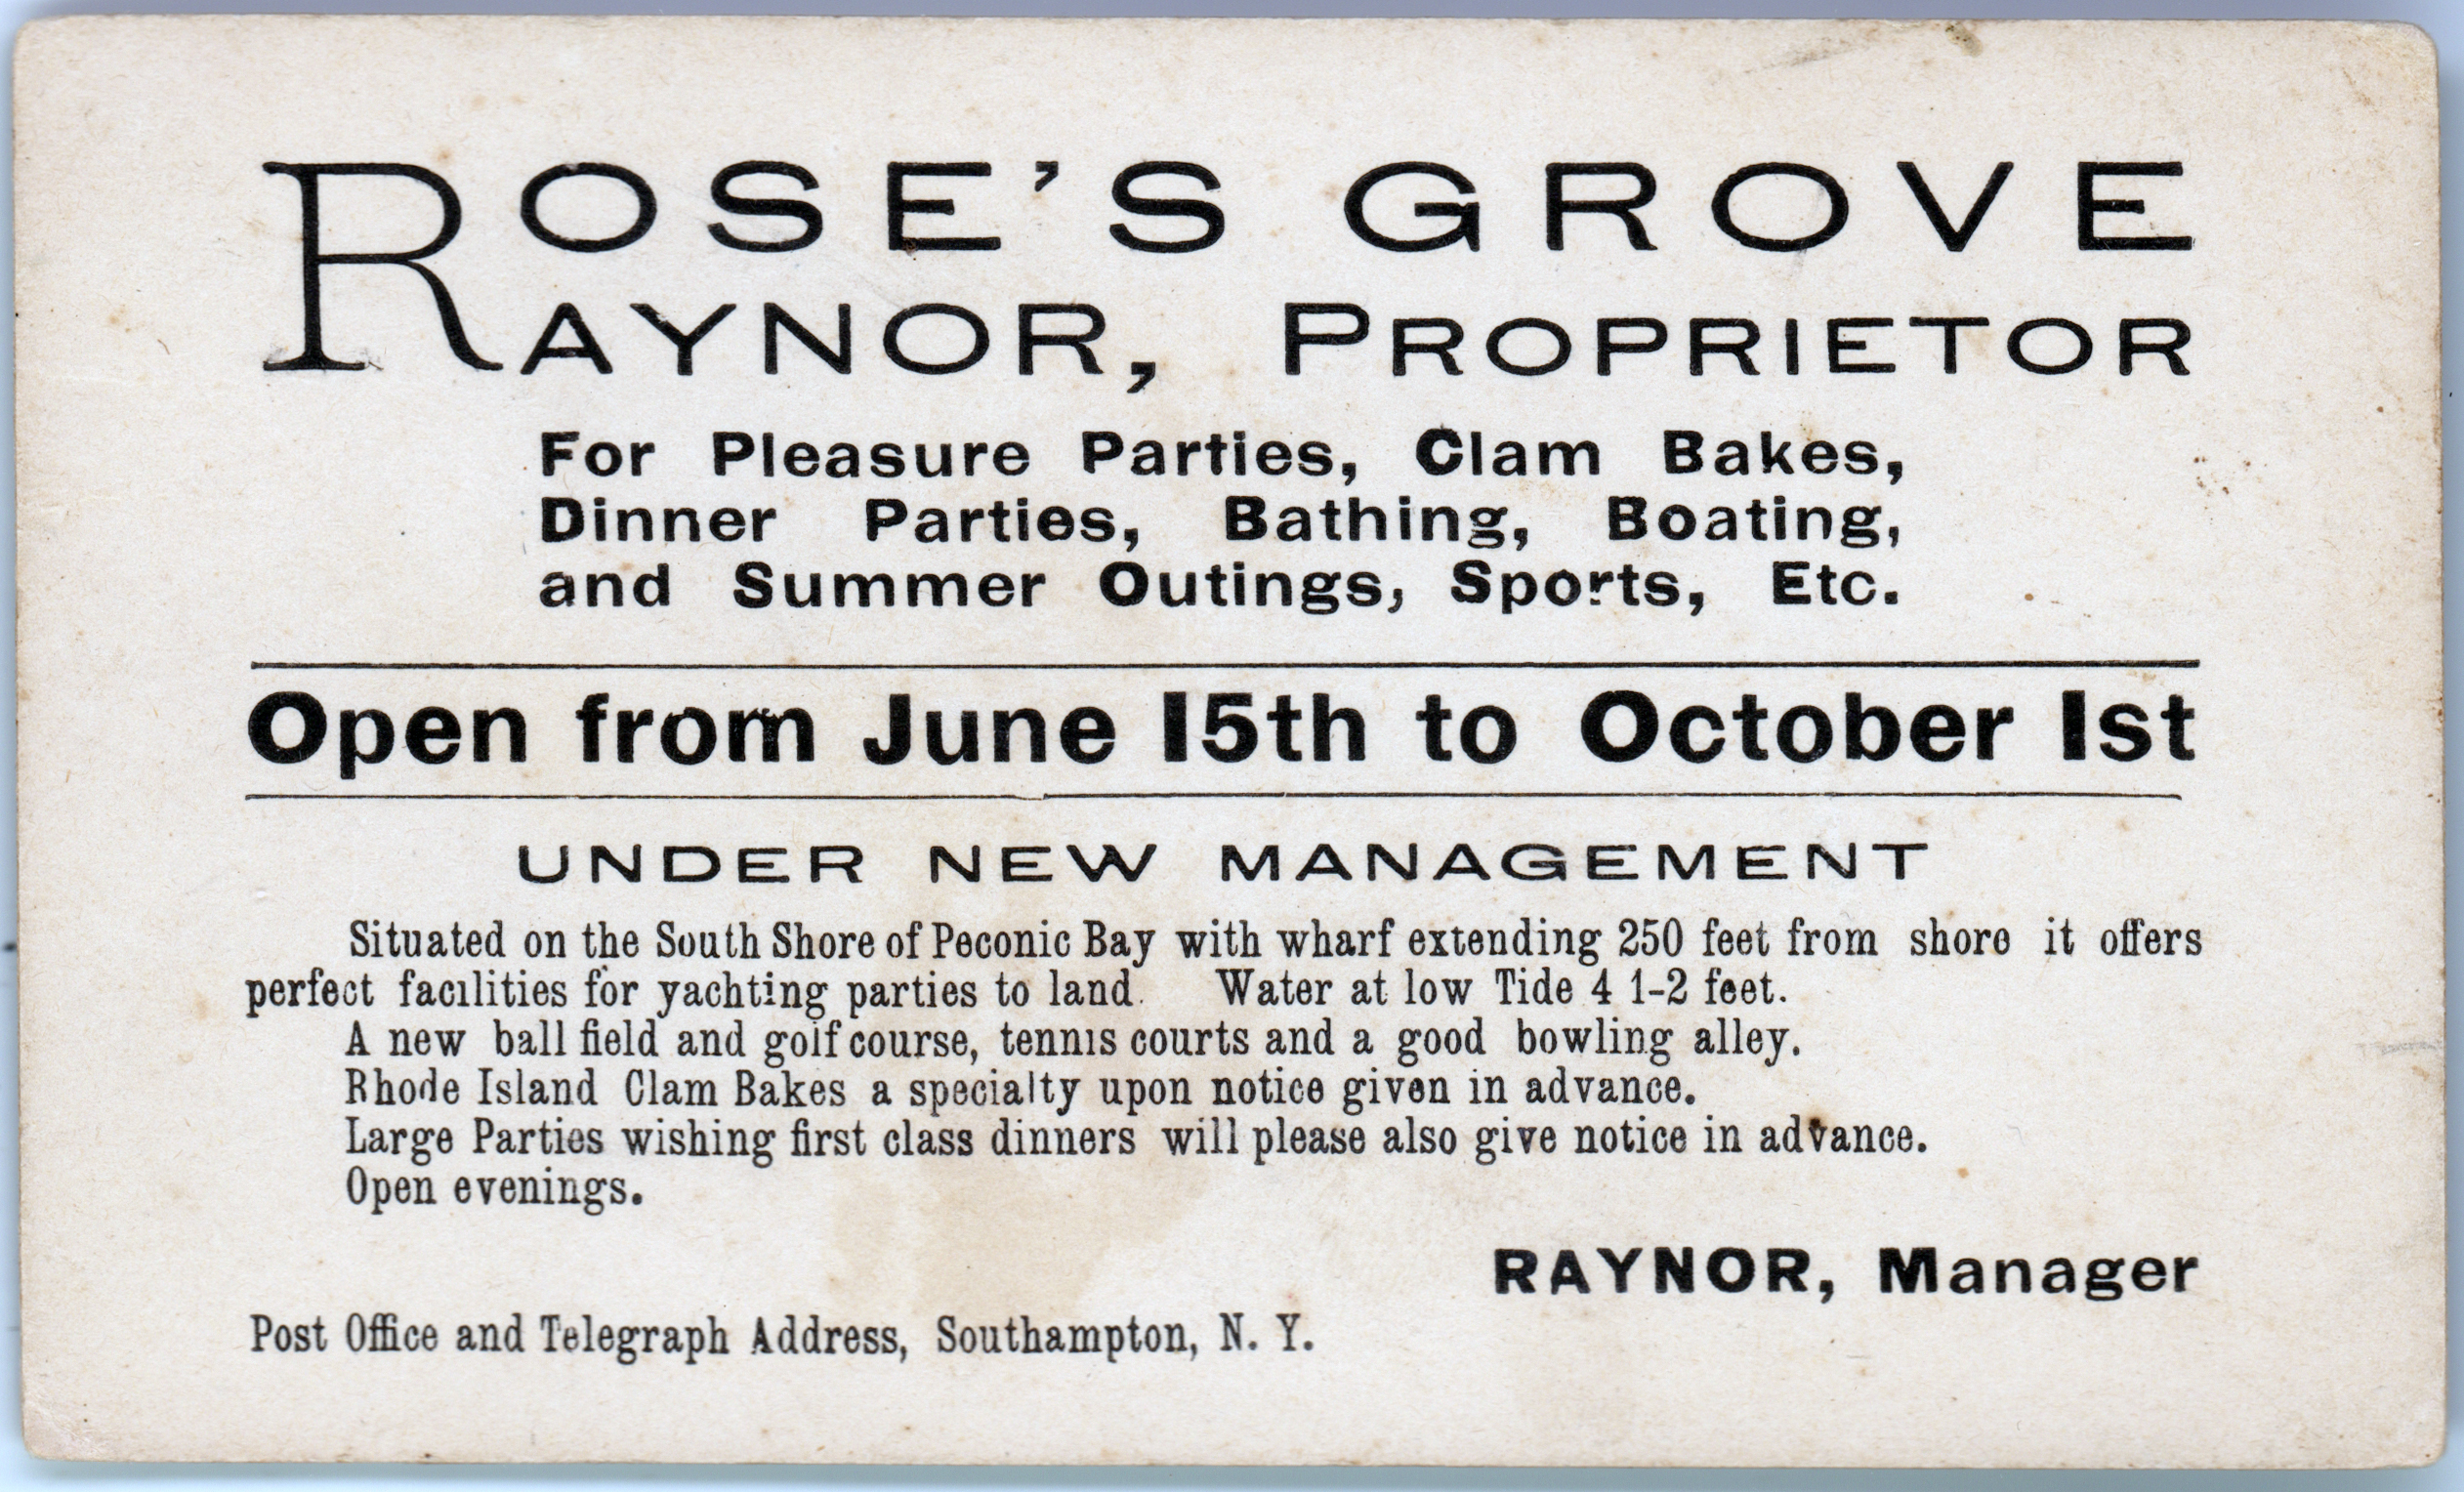 ROSE'S GROVE
RAYNOR, PROPRIETOR
For Pleasure Parties, Clam Bakes,
Dinner Parties, Bathing, Boating,
and Summer Outings, Sports, Etc.
Open from June 15th to October 1st
UNDER NEW MANAGEMENT
Situated on the South Shore of Peconic Bay with wharf extending 250 feet from shore it offers
perfect facilities for yachting parties to land. Water at low Tide 4 1-2 feet.
A new ball field and golf course, tennis courts and a good bowling alley.
Rhode Island Clam Bakes a specialty upon notice given in advance.
Large Parties wishing first class dinners will please also give notice in advance.
Open evenings.
RAYNOR, Manager
Post Office and Telegraph Address, Southampton, N. Y.